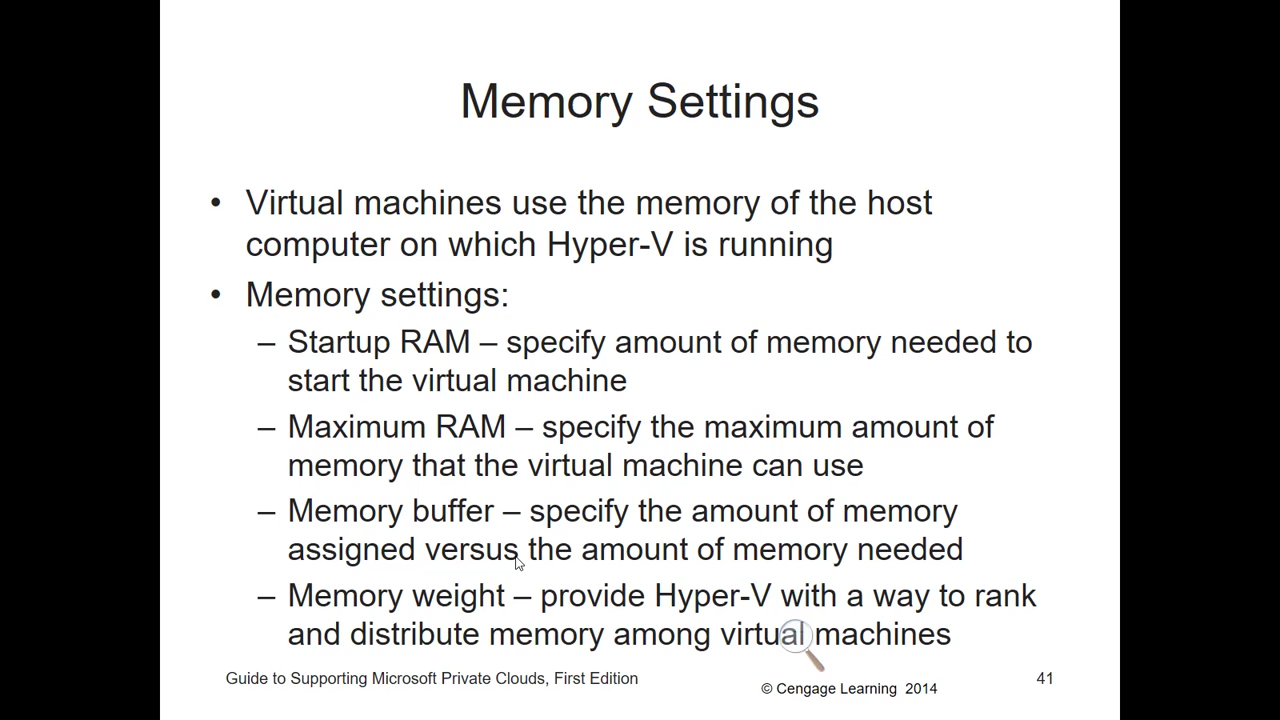 Memory Settings
• Virtual machines use the memory of the host
computer on which Hyper-V is running
• Memory settings:
– Startup RAM – specify amount of memory needed to
start the virtual machine
– Maximum RAM – specify the maximum amount of
memory that the virtual machine can use
– Memory buffer – specify the amount of memory
assigned versus the amount of memory needed
– Memory weight – provide Hyper-V with a way to rank
and distribute memory among virtual machines
Guide to Supporting Microsoft Private Clouds, First Edition
© Cengage Learning 2014
41